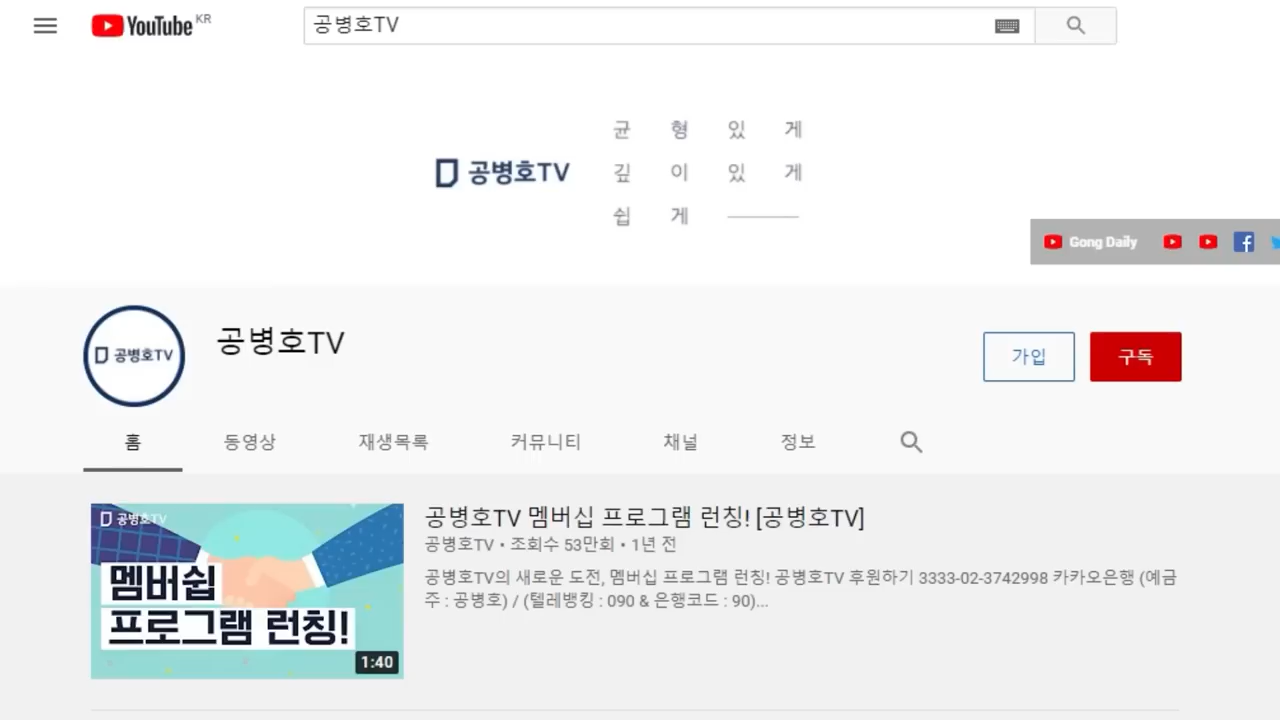 YouTube KR
공병호TV
균 형 있 게
공병호TV
깊 이 있 게
쉽 게
Gong Daily
공병호TV
공병호TV
가입
구독
홈
동영상
재생목록
커뮤니티
채널
정보
공병호TV
멤버쉽
프로그램 런칭!
1:40
공병호TV 멤버십 프로그램 런칭! [공병호TV]
공병호TV • 조회수 53만회 • 1년 전
공병호TV의 새로운 도전, 멤버십 프로그램 런칭! 공병호TV 후원하기 3333-02-3742998 카카오은행 (예금
주 : 공병호) / (텔레뱅킹 : 090 & 은행코드 : 90)...